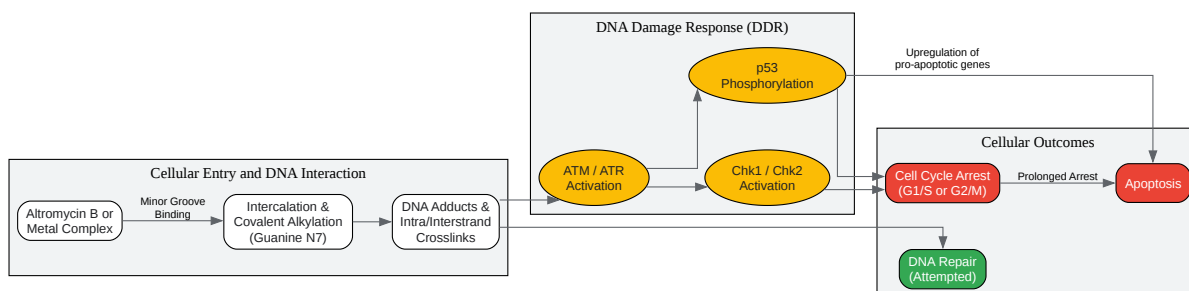 Cellular Entry and DNA Interaction
Altromycin B or
Metal Complex
Minor Groove
Binding
Intercalation &
Covalent Alkylation
(Guanine N7)
DNA Adducts &
Intra/Interstrand
Crosslinks
DNA Damage Response (DDR)
ATM / ATR
Activation
p53
Phosphorylation
Chk1 / Chk2
Activation
Upregulation of
pro-apoptotic genes
Cellular Outcomes
Cell Cycle Arrest
(G1/S or G2/M)
Prolonged Arrest
Apoptosis
DNA Repair
(Attempted)